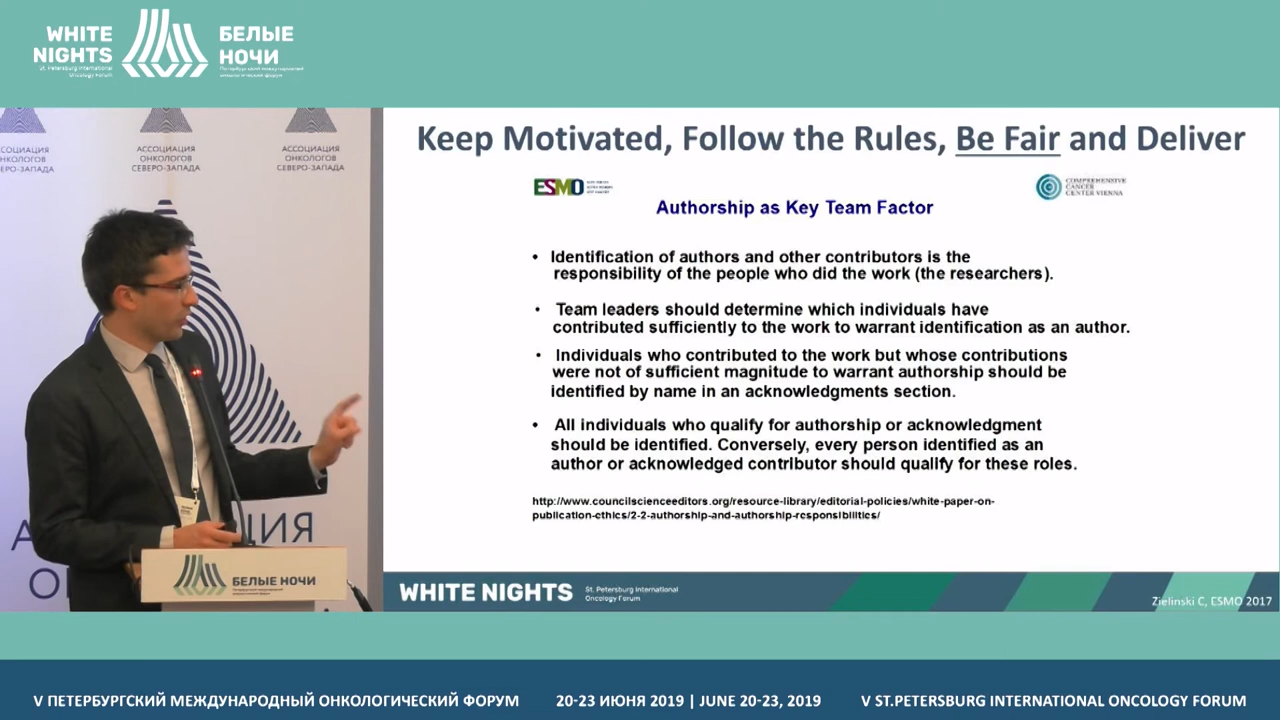 WHITE
NIGHTS
St. Petersburg International
Oncology Forum
БЕЛЫЕ
НОЧИ
Петербургский международный
онкологический форум
АССОЦИАЦИЯ
ОНКОЛОГОВ
СЕВЕРО-ЗАПАДА
АССОЦИАЦИЯ
ОНКОЛОГОВ
СЕВЕРО-ЗАПАДА
СОЦИАЦИЯ
НКОЛОГОВ
ЕРО-ЗАПАДА
А ЦИЯ
ОН
БЕЛЫЕ НОЧИ
Keep Motivated, Follow the Rules, Be Fair and Deliver
ESMO
COMPREHENSIVE
CANCER
CENTER VIENNA
Authorship as Key Team Factor
• Identification of authors and other contributors is the
responsibility of the people who did the work (the researchers).
• Team leaders should determine which individuals have
contributed sufficiently to the work to warrant identification as an author.
• Individuals who contributed to the work but whose contributions
were not of sufficient magnitude to warrant authorship should be
identified by name in an acknowledgments section.
• All individuals who qualify for authorship or acknowledgment
should be identified. Conversely, every person identified as an
author or acknowledged contributor should qualify for these roles.
http://www.councilscienceeditors.org/resource-library/editorial-policies/white-paper-on-
publication-ethics/2-2-authorship-and-authorship-responsibilities/
WHITE NIGHTS
St. Petersburg International
Oncology Forum
Zielinski C, ESMO 2017
V ПЕТЕРБУРГСКИЙ МЕЖДУНАРОДНЫЙ ОНКОЛОГИЧЕСКИЙ ФОРУМ
20-23 ИЮНЯ 2019 | JUNE 20-23, 2019
V ST.PETERSBURG INTERNATIONAL ONCOLOGY FORUM